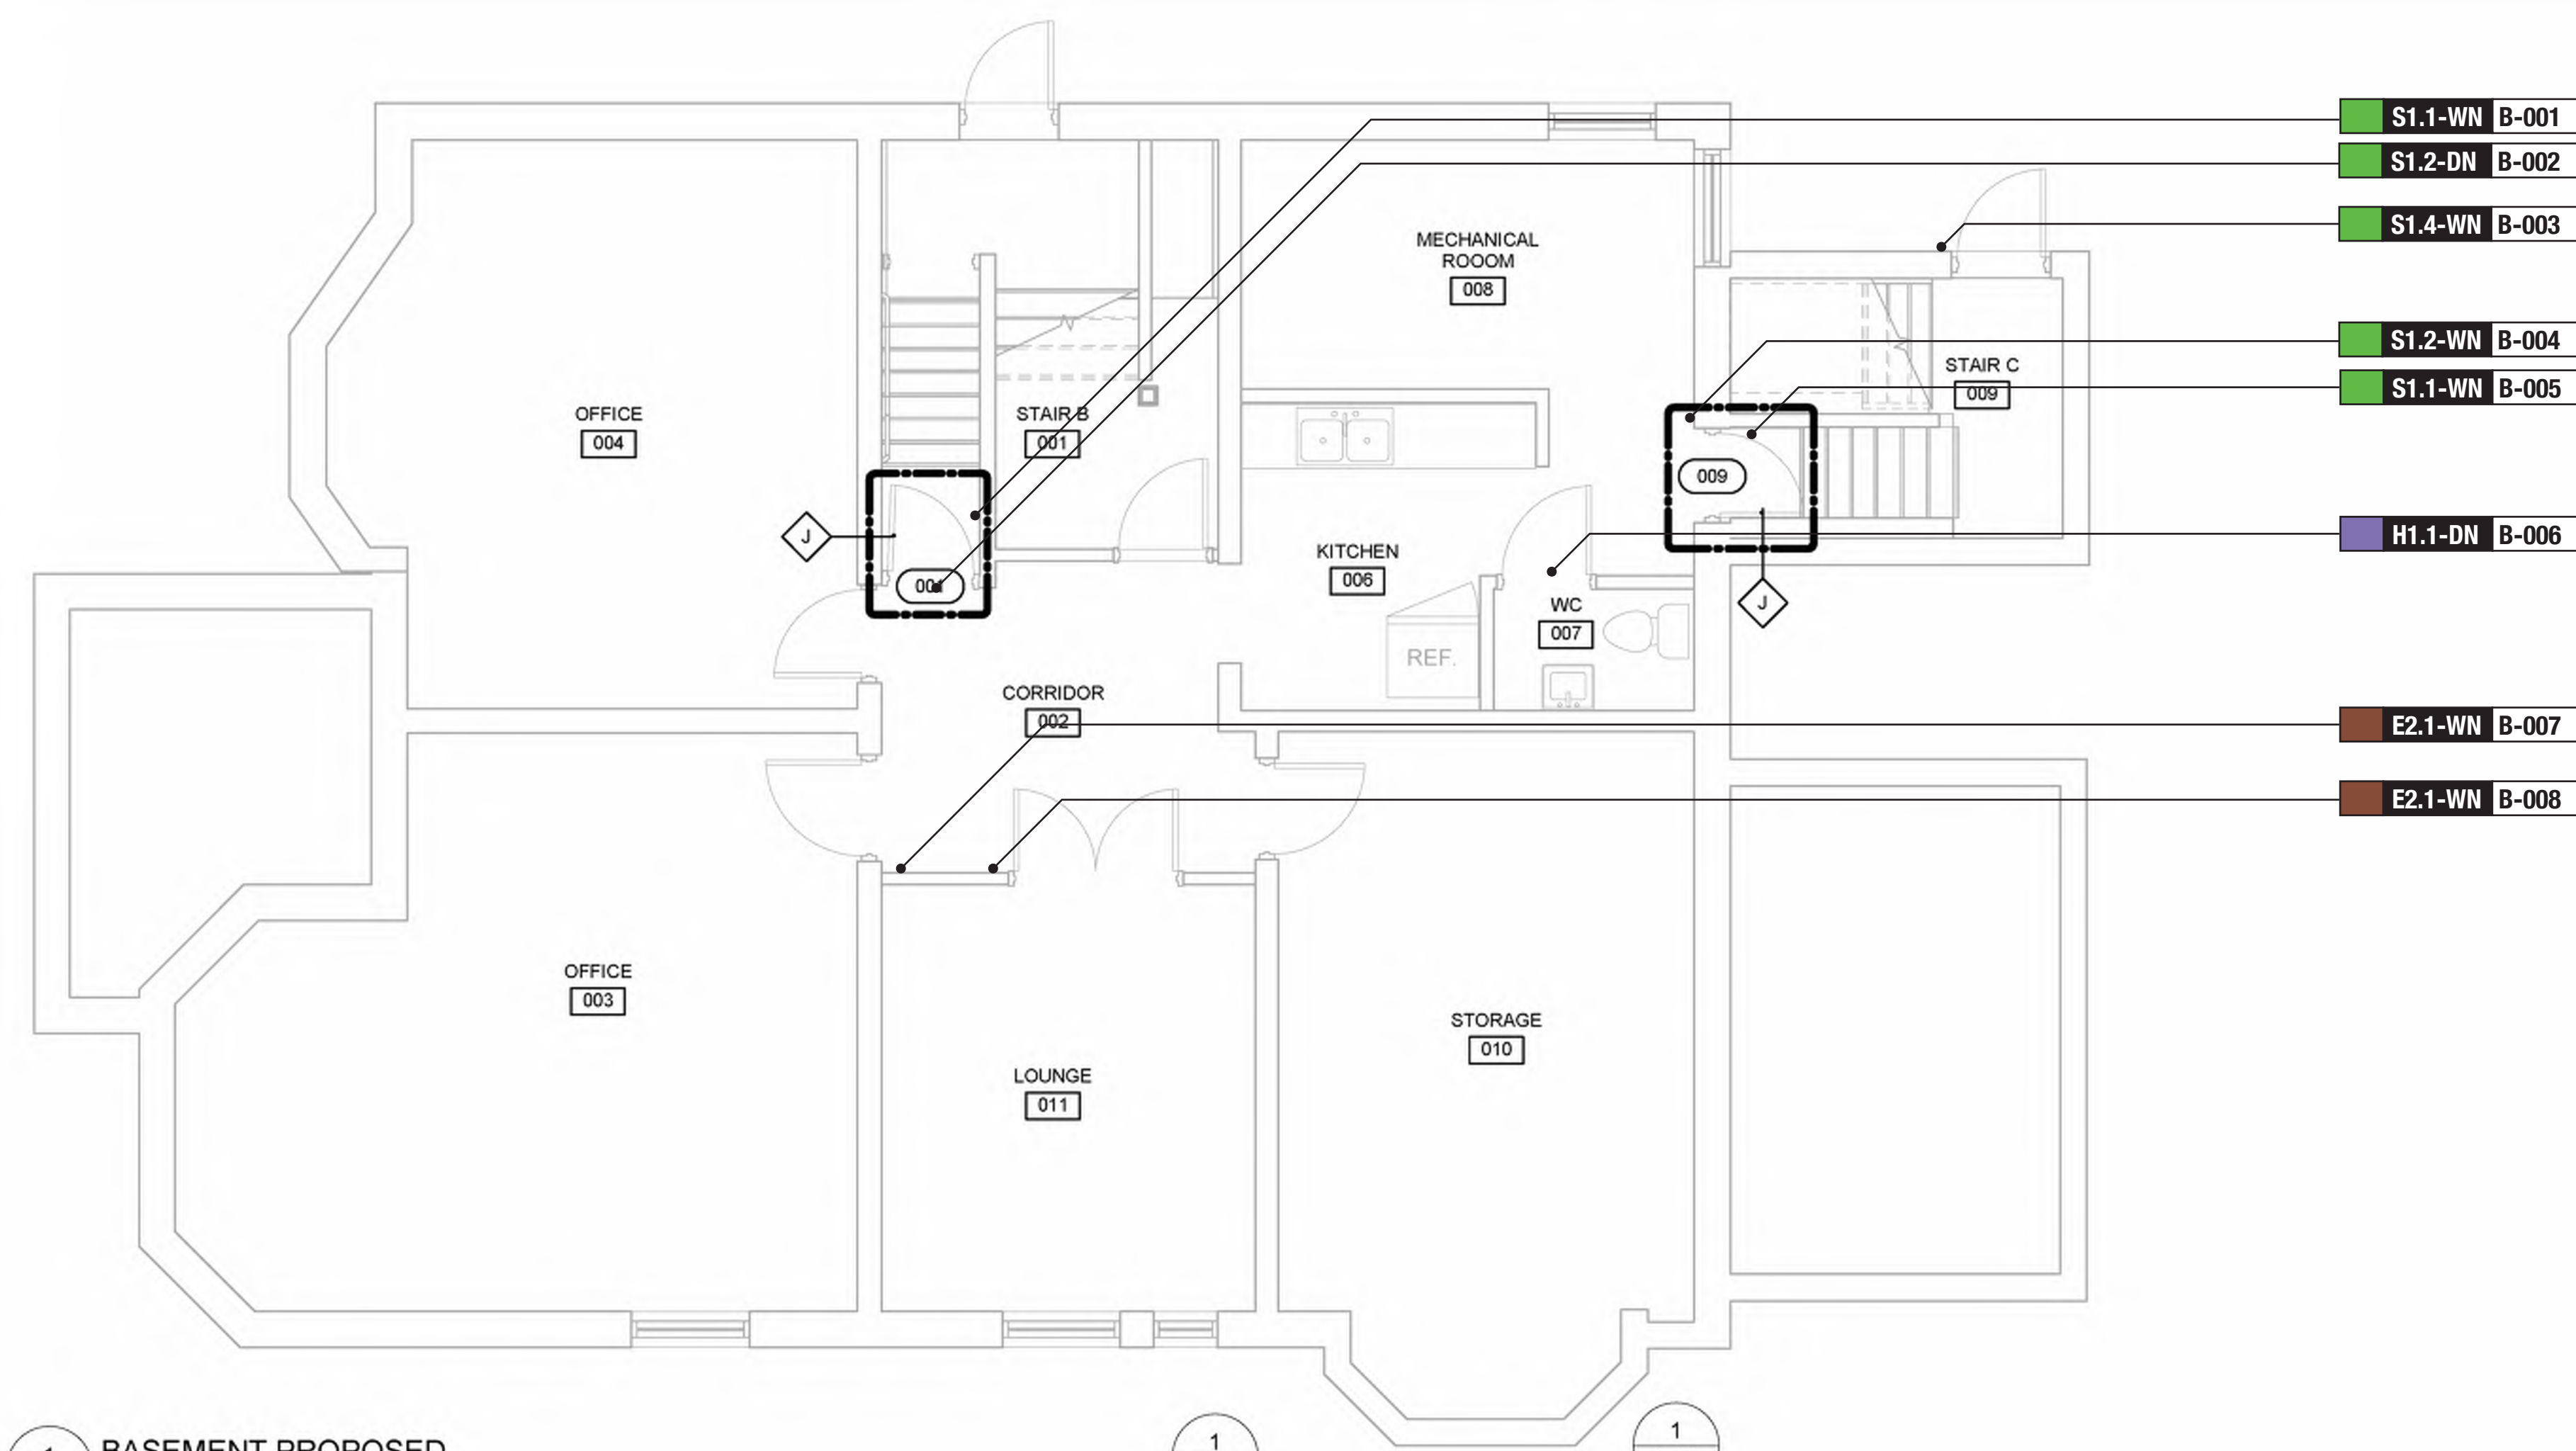 S1.1-WN B-001
S1.2-DN B-002
S1.4-WN B-003
MECHANICAL
ROOOM
008
S1.2-WN B-004
STAIR C
009
S1.1-WN B-005
OFFICE
004
STAIR B
001
009
J
H1.1-DN B-006
KITCHEN
006
001
J
WC
007
REF.
CORRIDOR
002
E2.1-WN B-007
E2.1-WN B-008
OFFICE
003
STORAGE
010
LOUNGE
011
1
1
BASEMENT PROPOSED